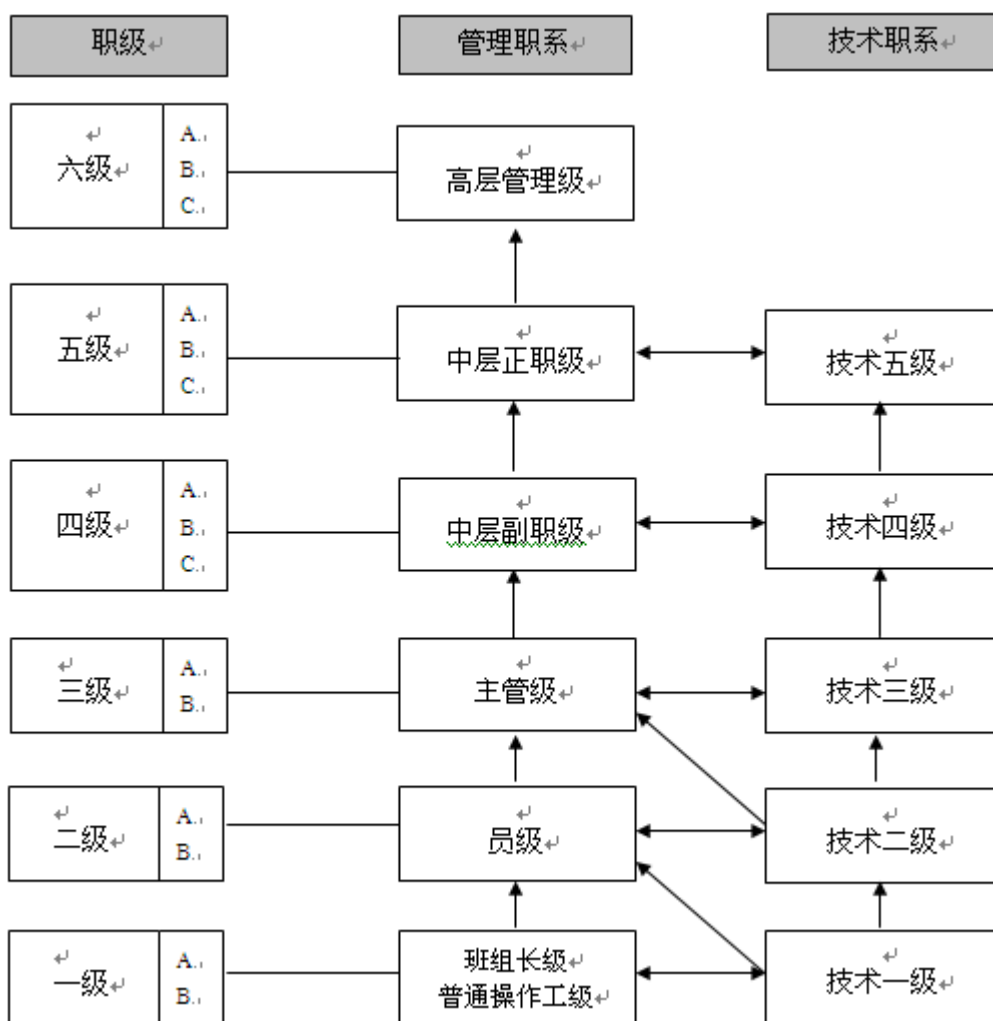 职级
管理职系
技术职系
六级
A.
B.
C.
高层管理级
五级
A.
B.
C.
中层正职级
技术五级
四级
A.
B.
C.
中层副职级
技术四级
三级
A.
B.
主管级
技术三级
二级
A.
B.
员级
技术二级
一级
A.
B.
班组长级
普通操作工级
技术一级